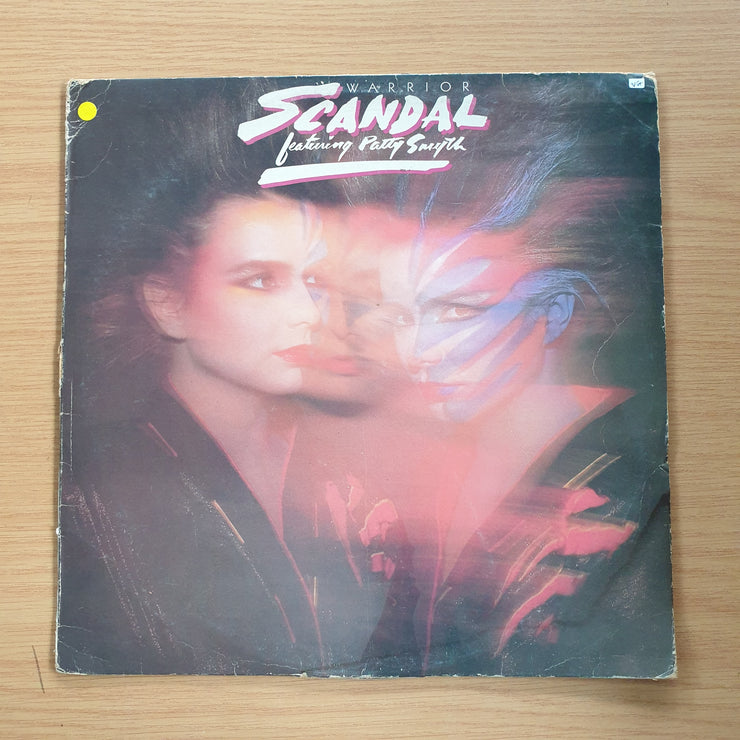 WARRIOR
SCANDAL
featuring Patty Smyth